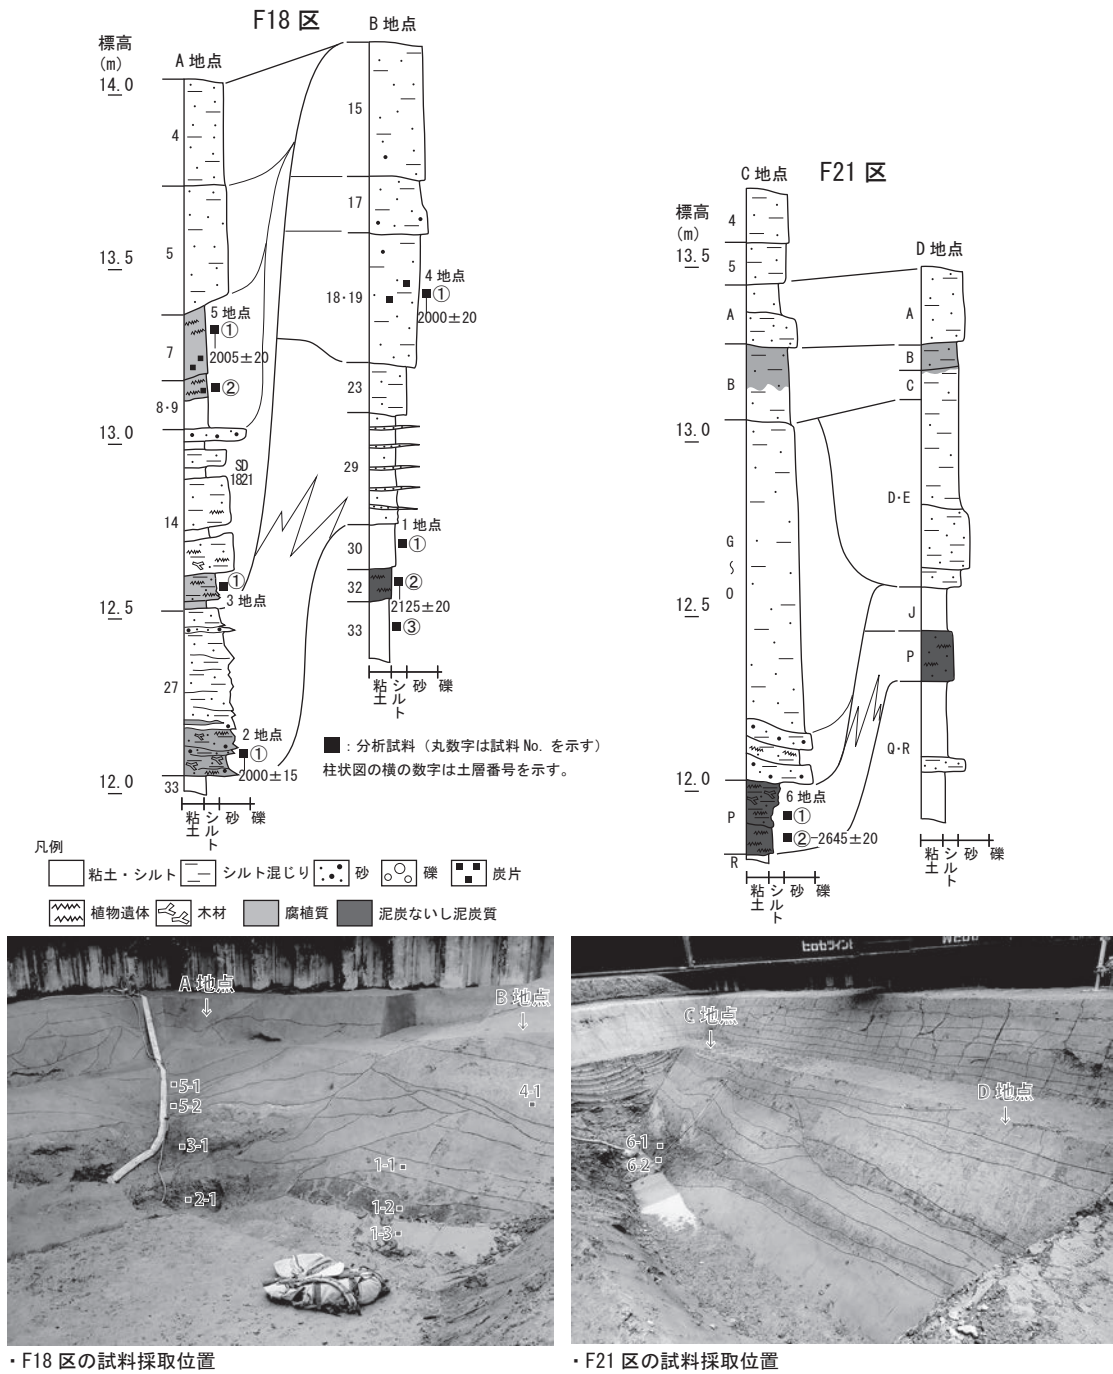 F18 区
標高
(m)
A 地点
B 地点
14.0
13.5
13.0
12.5
12.0
4
5
7
8・9
SD
1821
14
27
33
5 地点
①
2005±20
②
①
3 地点
2 地点
①
2000±15
粘土
シルト
砂
礫
15
17
18・19
23
29
30
32
33
4 地点
①
2000±20
1 地点
①
②
2125±20
③
粘土
シルト
砂
礫
■：分析試料（丸数字は試料 No. を示す）
柱状図の横の数字は土層番号を示す。
F21 区
標高
(m)
C 地点
D 地点
13.5
13.0
12.5
12.0
4
5
A
B
G
〜
O
P
R
6 地点
①
②
2645±20
粘土
シルト
砂
礫
A
B
C
D・E
J
P
Q・R
粘土
シルト
砂
礫
凡例
粘土・シルト
シルト混じり
砂
礫
炭片
植物遺体
木材
腐植質
泥炭ないし泥炭質
A 地点
B 地点
5-1
5-2
3-1
2-1
4-1
1-1
1-2
1-3
C 地点
D 地点
6-1
6-2
・F18 区の試料採取位置
・F21 区の試料採取位置